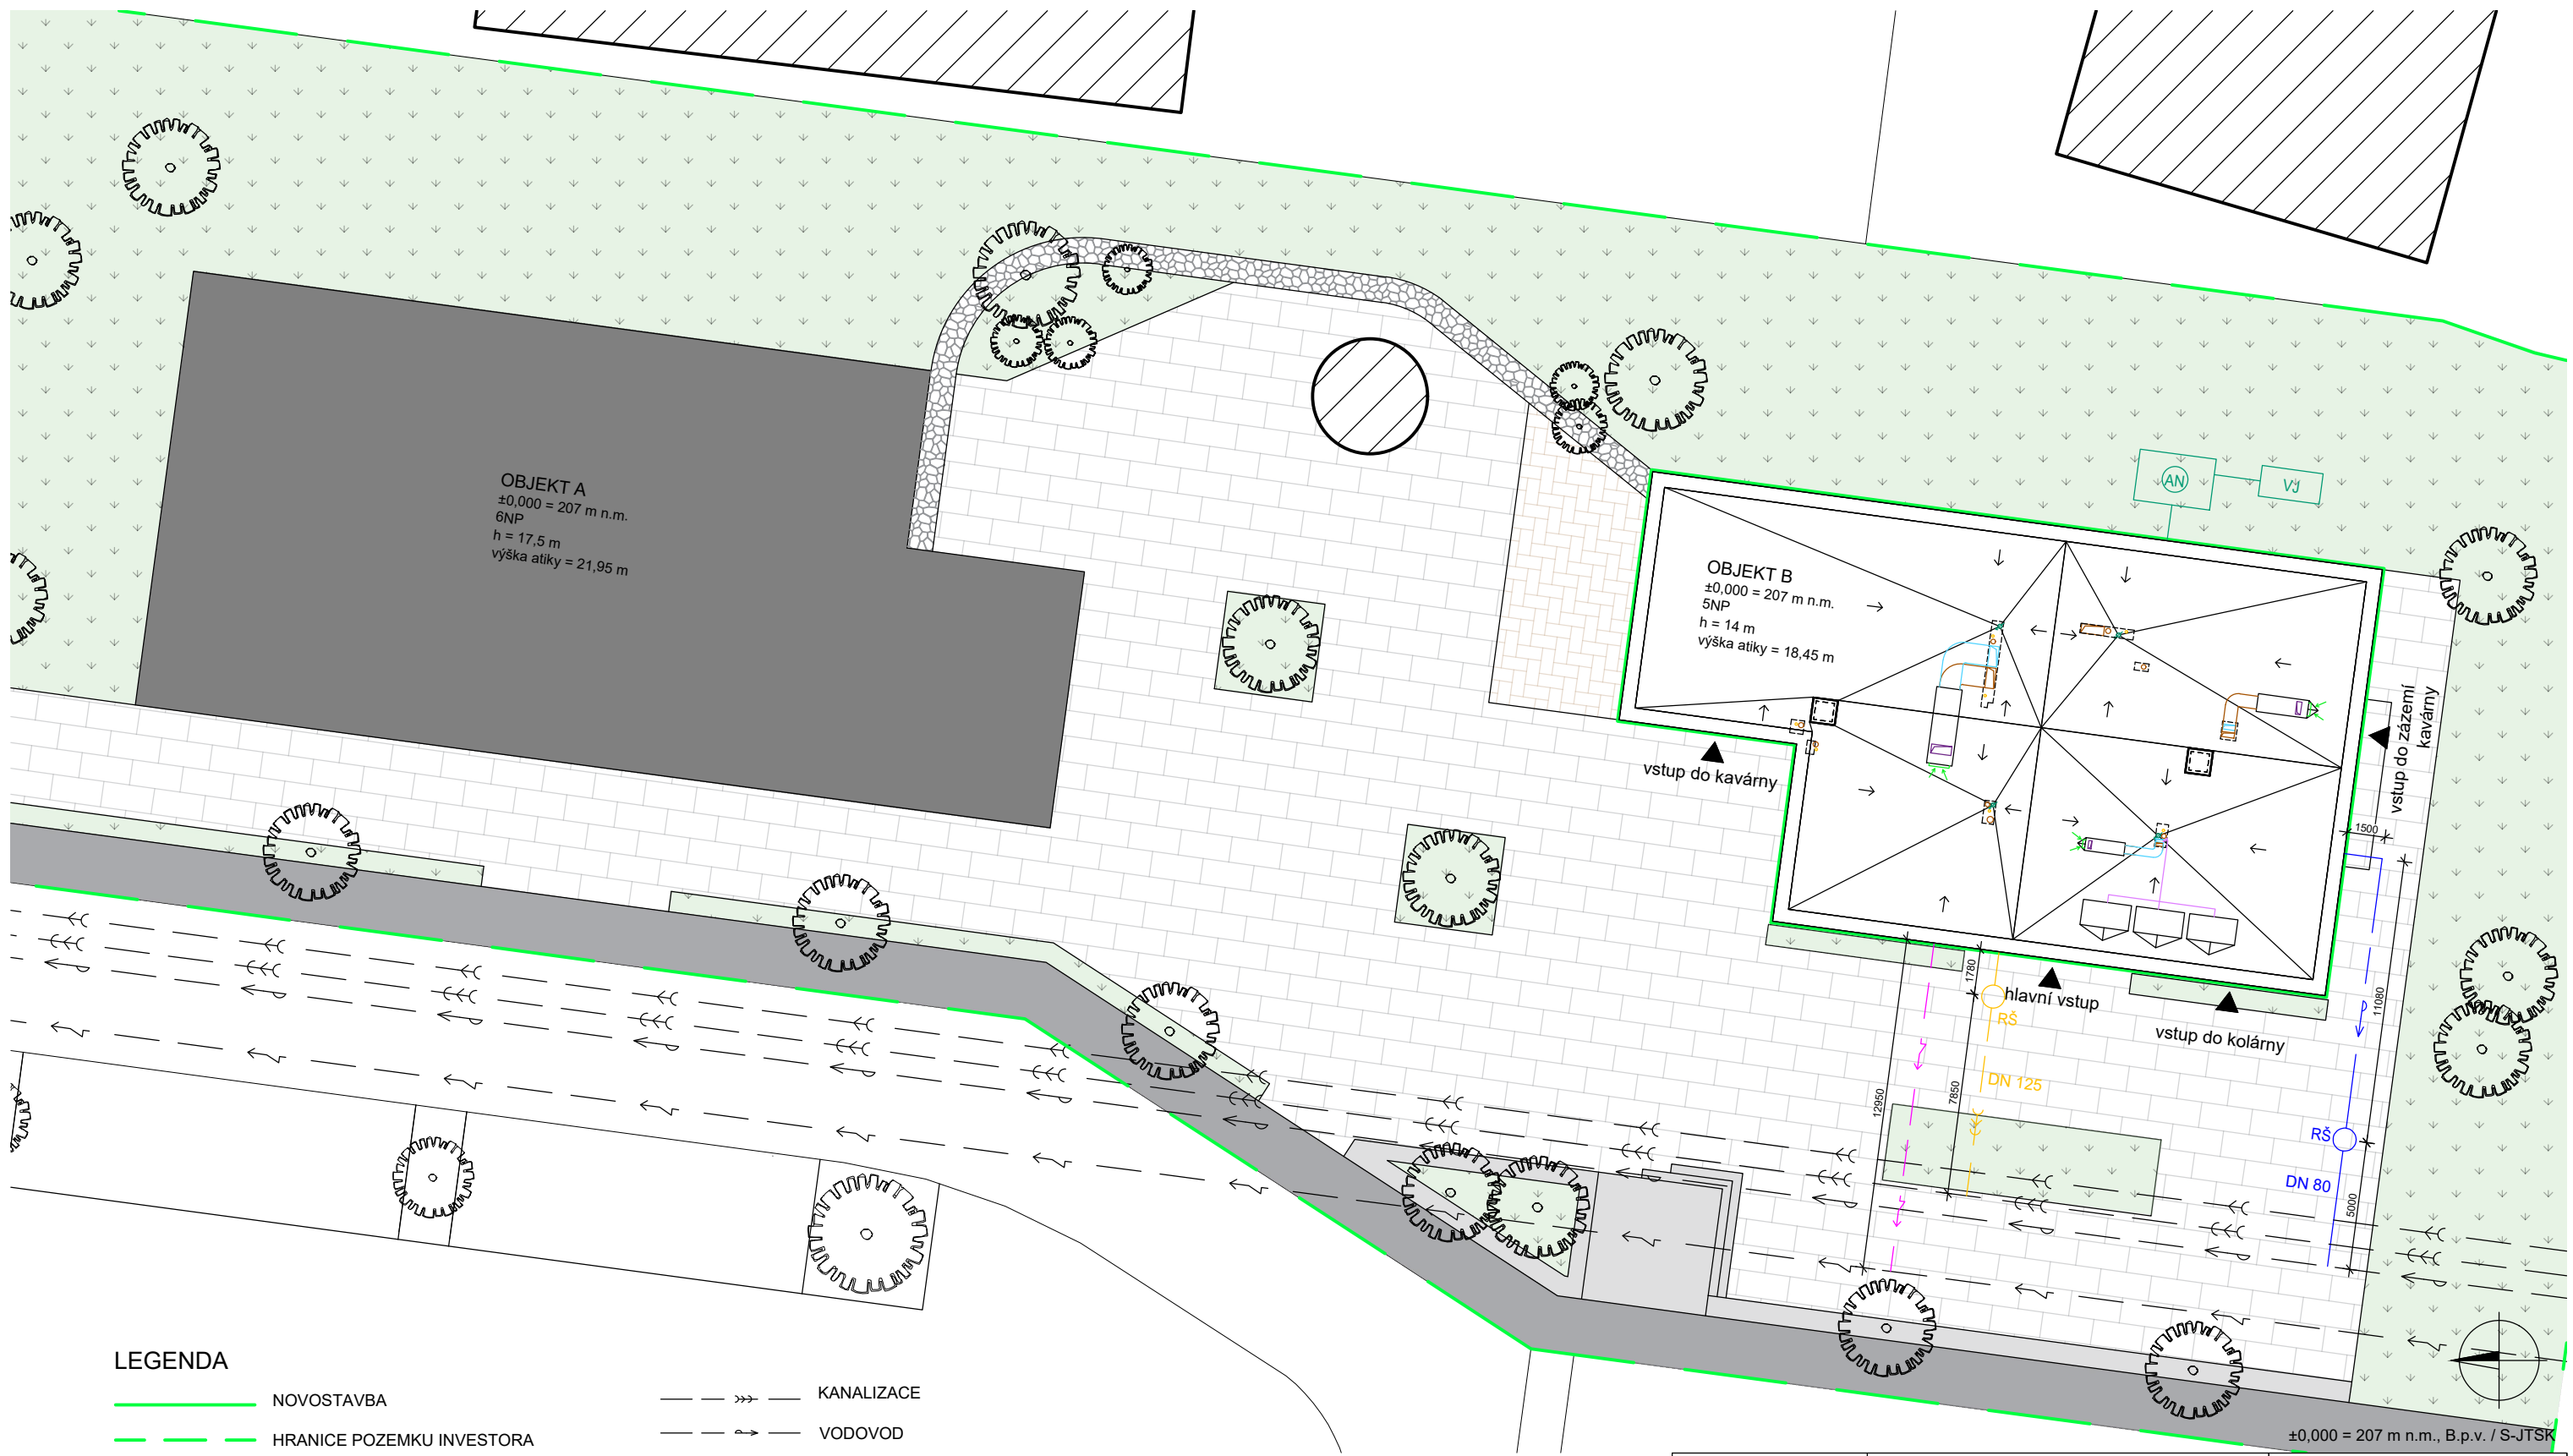 OBJEKT A
±0,000 = 207 m n.m.
6NP
h = 17,5 m
výška atiky = 21,95 m
AN
VJ
OBJEKT B
±0,000 = 207 m n.m.
5NP
h = 14 m
výška atiky = 18,45 m
vstup do zázení
kavárny
vstup do kavárny
1500
hlavní vstup
vstup do kolárny
1780
RŠ
DN 125
12950
7850
11080
RŠ
DN 80
5000
LEGENDA
NOVOSTAVBA
HRANICE POZEMKU INVESTORA
KANALIZACE
VODOVOD
±0,000 = 207 m n.m., B.p.v. / S-JTSK